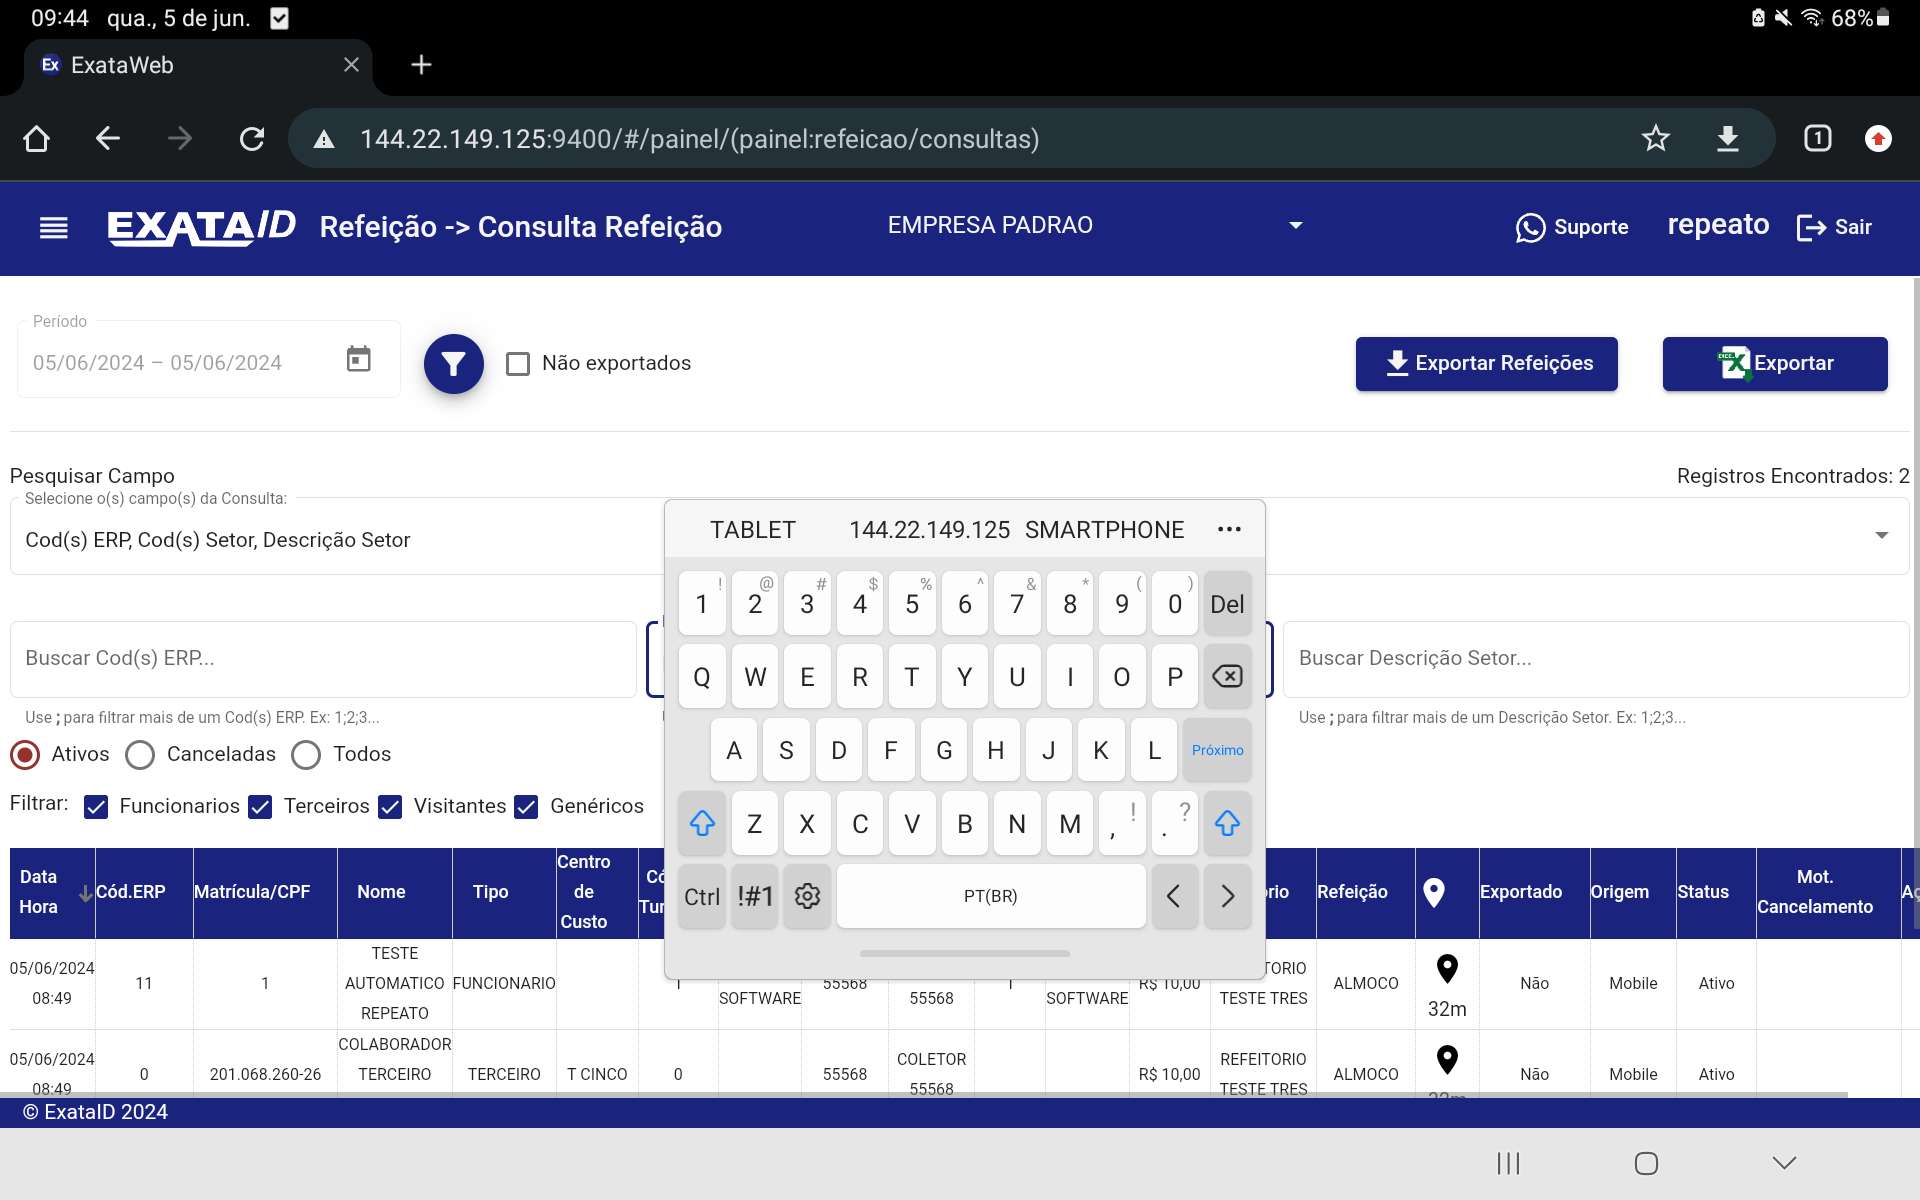 09:44 qua., 5 de jun.
68%
Ex ExataWeb
144.22.149.125:9400/#/painel/(painel:refeicao/consultas)
1
EXATAID Refeição -> Consulta Refeição EMPRESA PADRAO Suporte repeato Sair
Período
05/06/2024 – 05/06/2024
Não exportados
Exportar Refeições
Exportar
Pesquisar Campo
Registros Encontrados: 2
Selecione o(s) campo(s) da Consulta:
Cod(s) ERP, Cod(s) Setor, Descrição Setor
TABLET 144.22.149.125 SMARTPHONE ...
! @ # $ % ^ & * ( )
1 2 3 4 5 6 7 8 9 0 Del
Q W E R T Y U I O P
A S D F G H J K L Próximo
Z X C V B N M , ! . ?
Ctrl !#1 PT(BR) < >
Buscar Cod(s) ERP...
Buscar Descrição Setor...
Use ; para filtrar mais de um Cod(s) ERP. Ex: 1;2;3...
Use ; para filtrar mais de um Descrição Setor. Ex: 1;2;3...
Ativos Canceladas Todos
Filtrar: Funcionarios Terceiros Visitantes Genéricos
Data Hora Cód.ERP Matrícula/CPF Nome Tipo Centro de Custo Refeição Exportado Origem Status Mot. Cancelamento
05/06/2024 08:49 11 1 TESTE AUTOMATICO REPEATO FUNCIONARIO 1 SOFTWARE 55568 55568 1 SOFTWARE R$ 10,00 TORIO TESTE TRES ALMOCO 32m Não Mobile Ativo
05/06/2024 08:49 0 201.068.260-26 COLABORADOR TERCEIRO TERCEIRO T CINCO 0 55568 COLETOR 55568 R$ 10,00 REFEITORIO TESTE TRES ALMOCO Não Mobile Ativo
© ExataID 2024